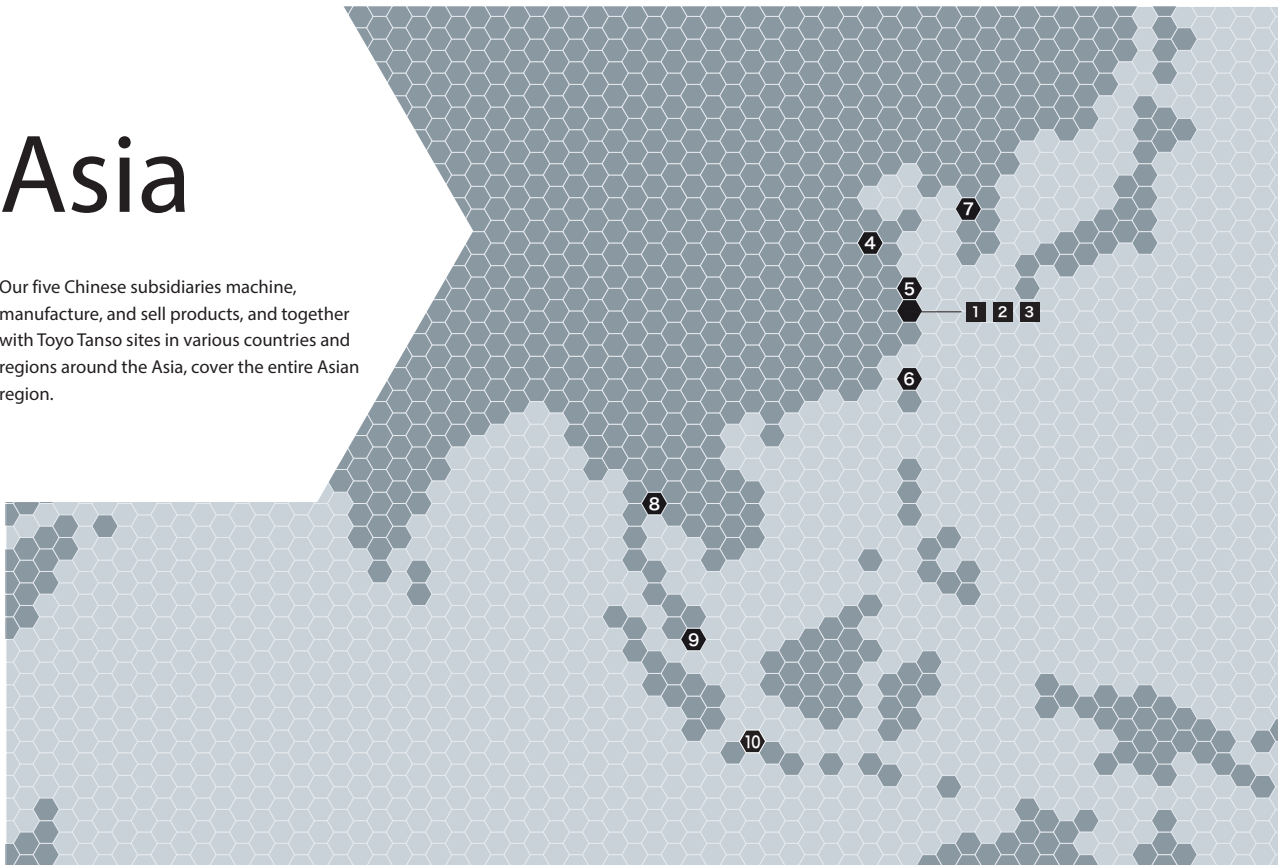 Asia
Our five Chinese subsidiaries machine,
manufacture, and sell products, and together
with Toyo Tanso sites in various countries and
regions around the Asia, cover the entire Asian
region.
7
4
5
1 2 3
6
8
9
10